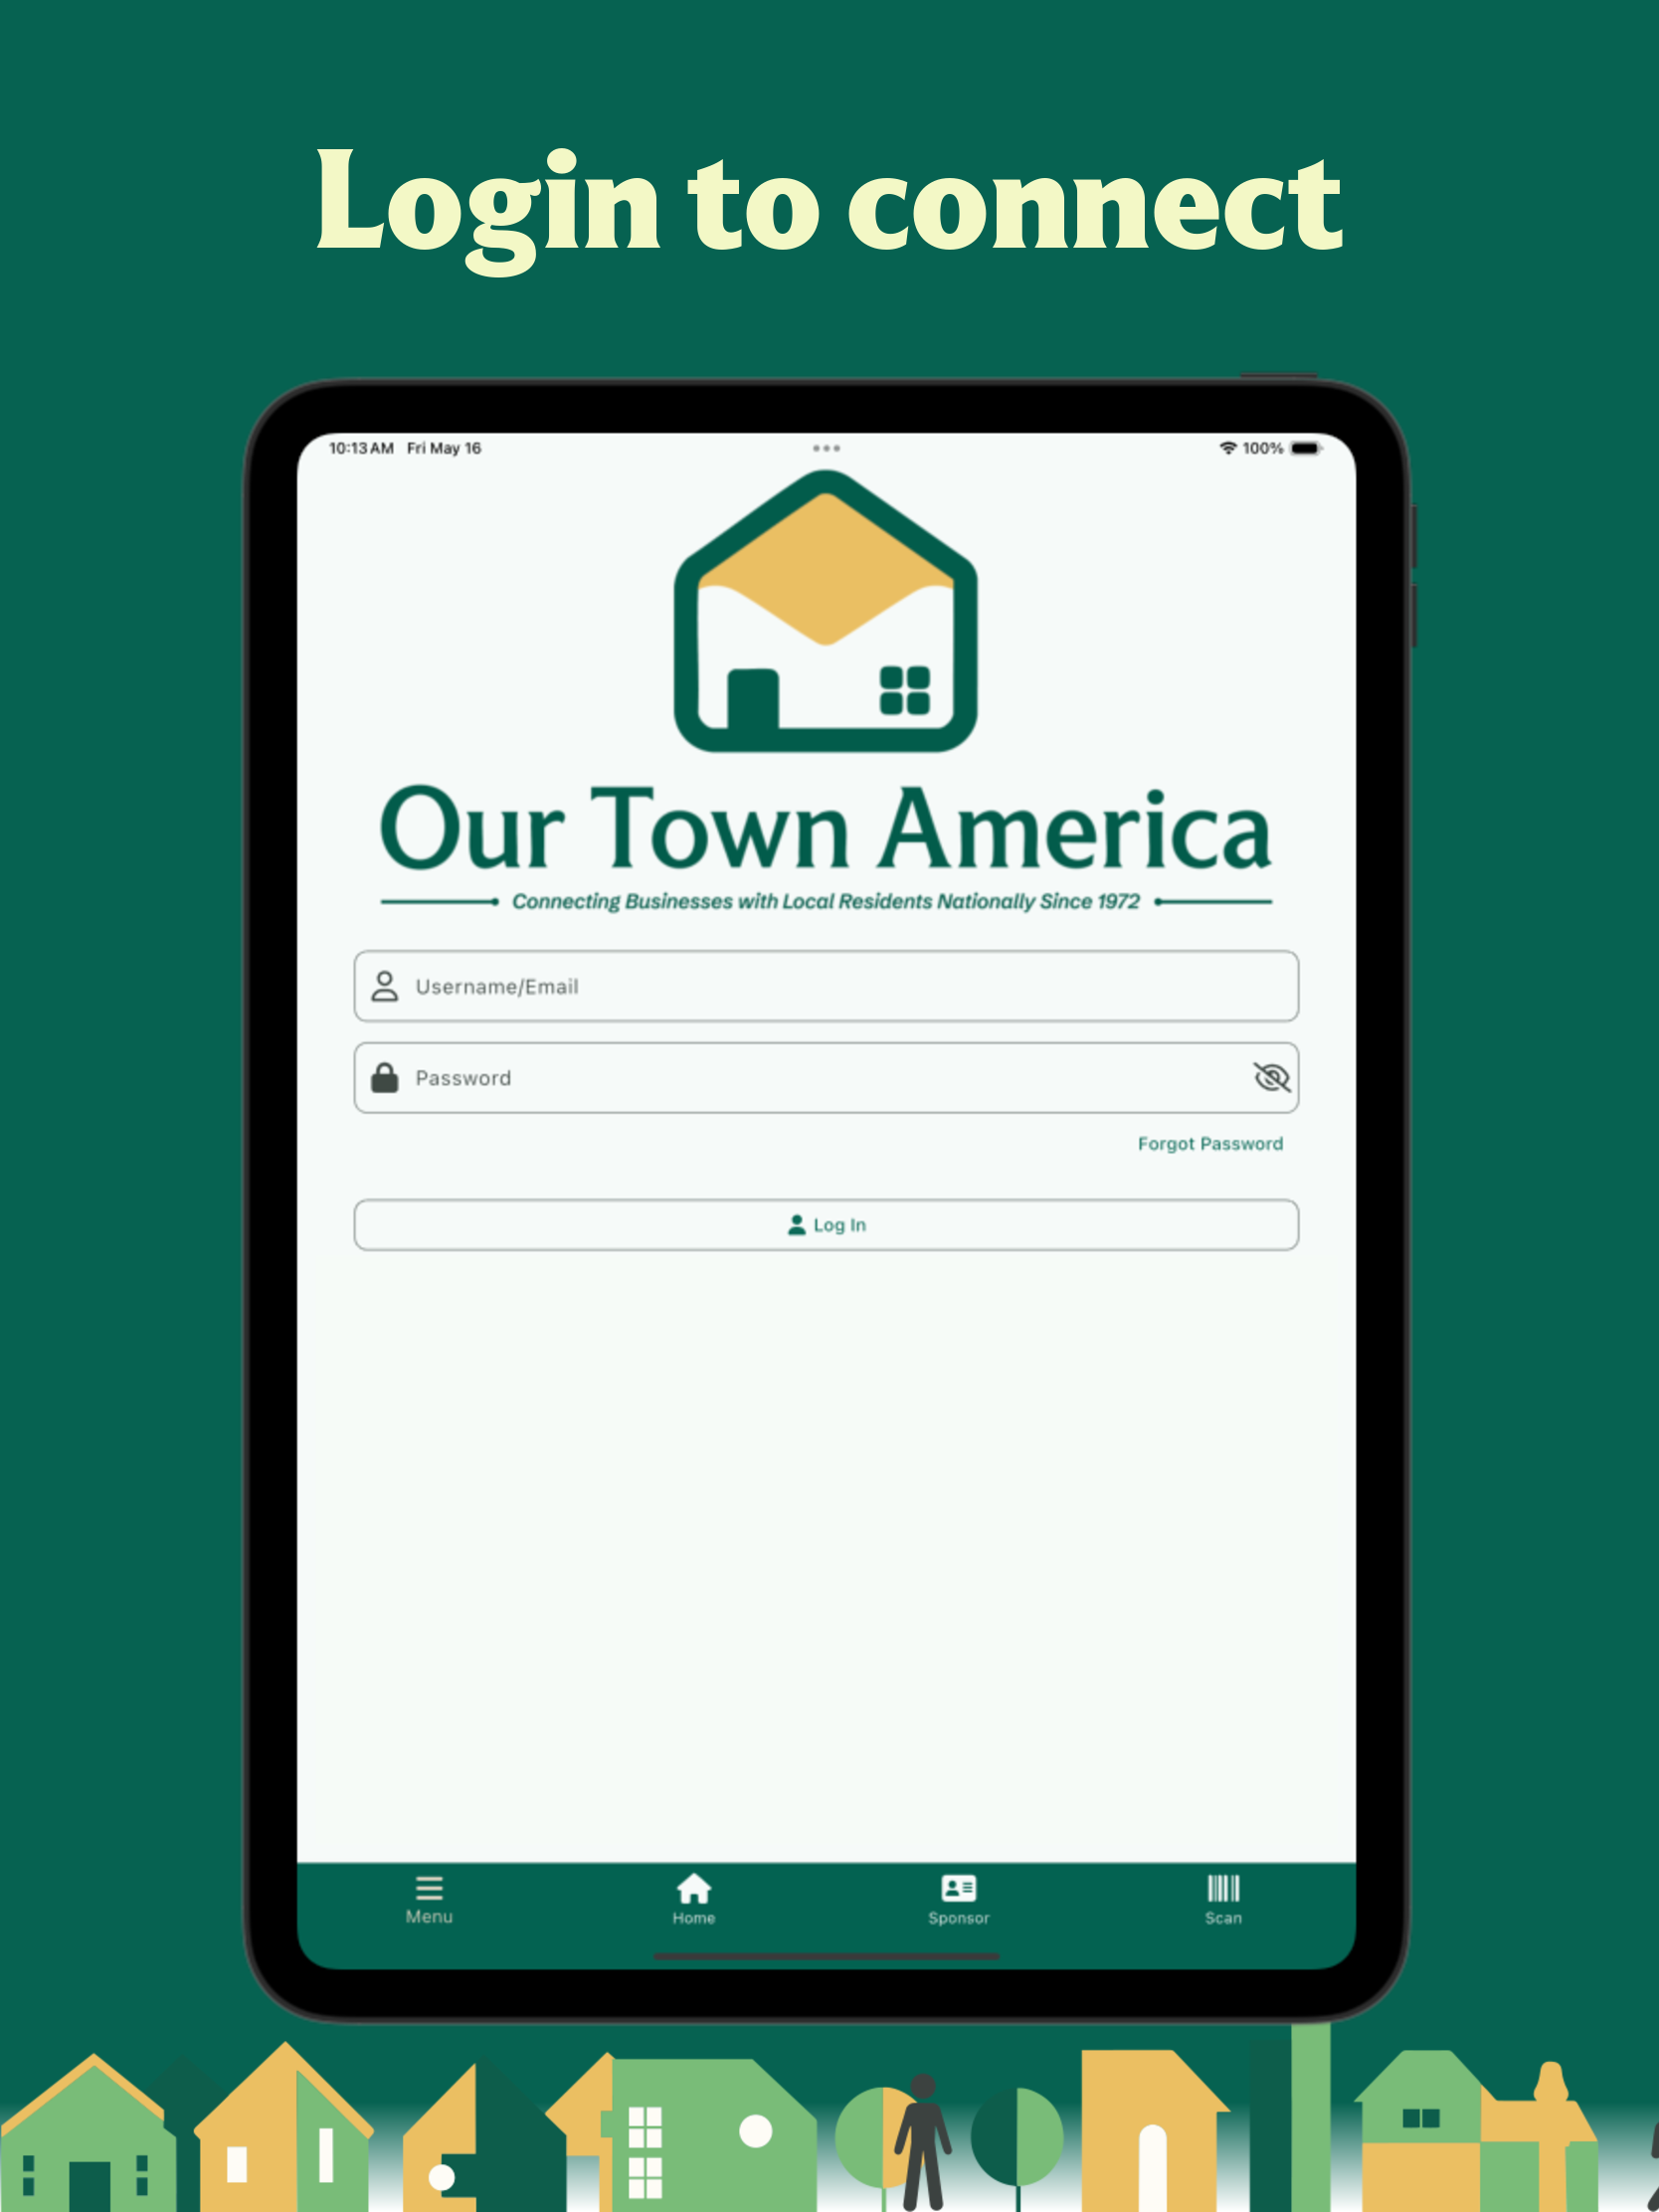 Login to connect
10:13 AM Fri May 16
100%
Our Town America
Connecting Businesses with Local Residents Nationally Since 1972
Username/Email
Password
Forgot Password
Log In
Menu Home Sponsor Scan